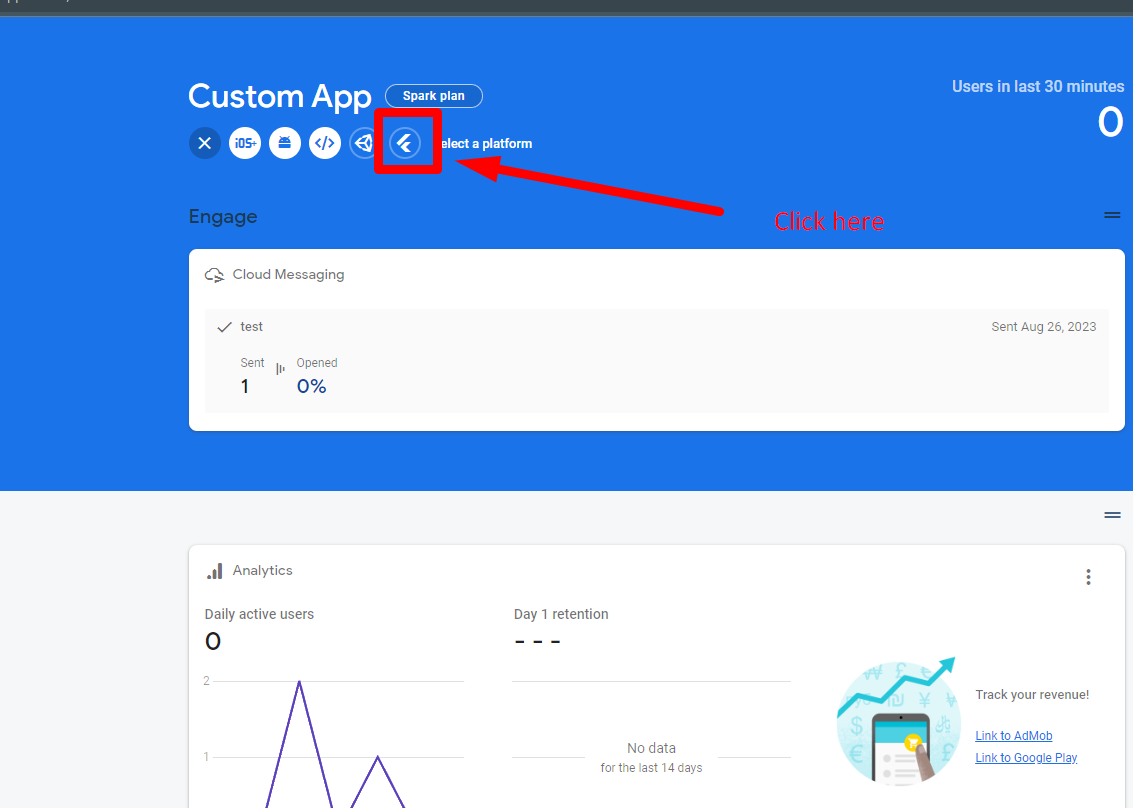 Custom App
Spark plan
Users in last 30 minutes
0
iOS+
</>
elect a platform
Click here
Engage
Cloud Messaging
test
Sent Aug 26, 2023
Sent
Opened
1
0%
Analytics
Daily active users
Day 1 retention
0
- - -
2
1
No data
for the last 14 days
Track your revenue!
Link to AdMob
Link to Google Play